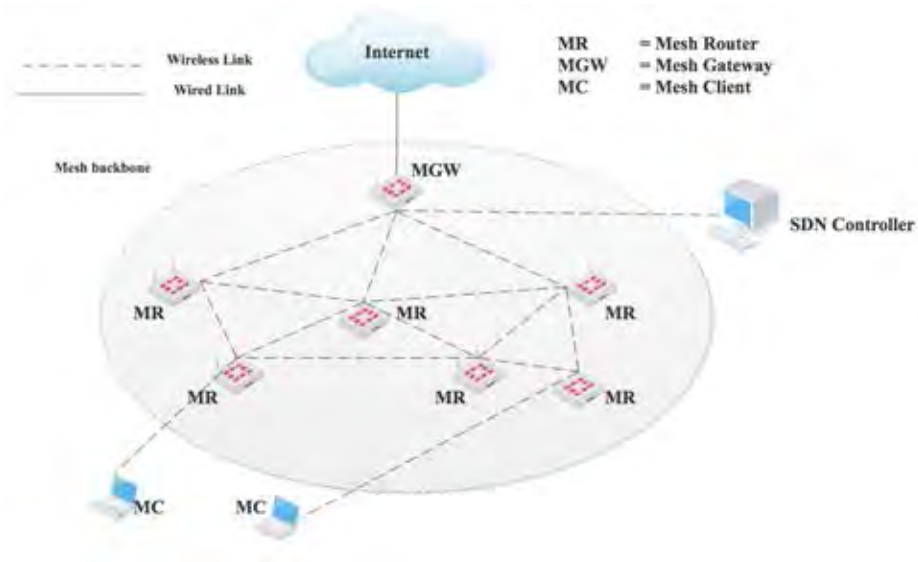 Internet
Wireless Link
Wired Link
MR = Mesh Router
MGW = Mesh Gateway
MC = Mesh Client
Mesh backbone
MGW
SDN Controller
MR
MR
MR
MR
MR
MR
MC
MC